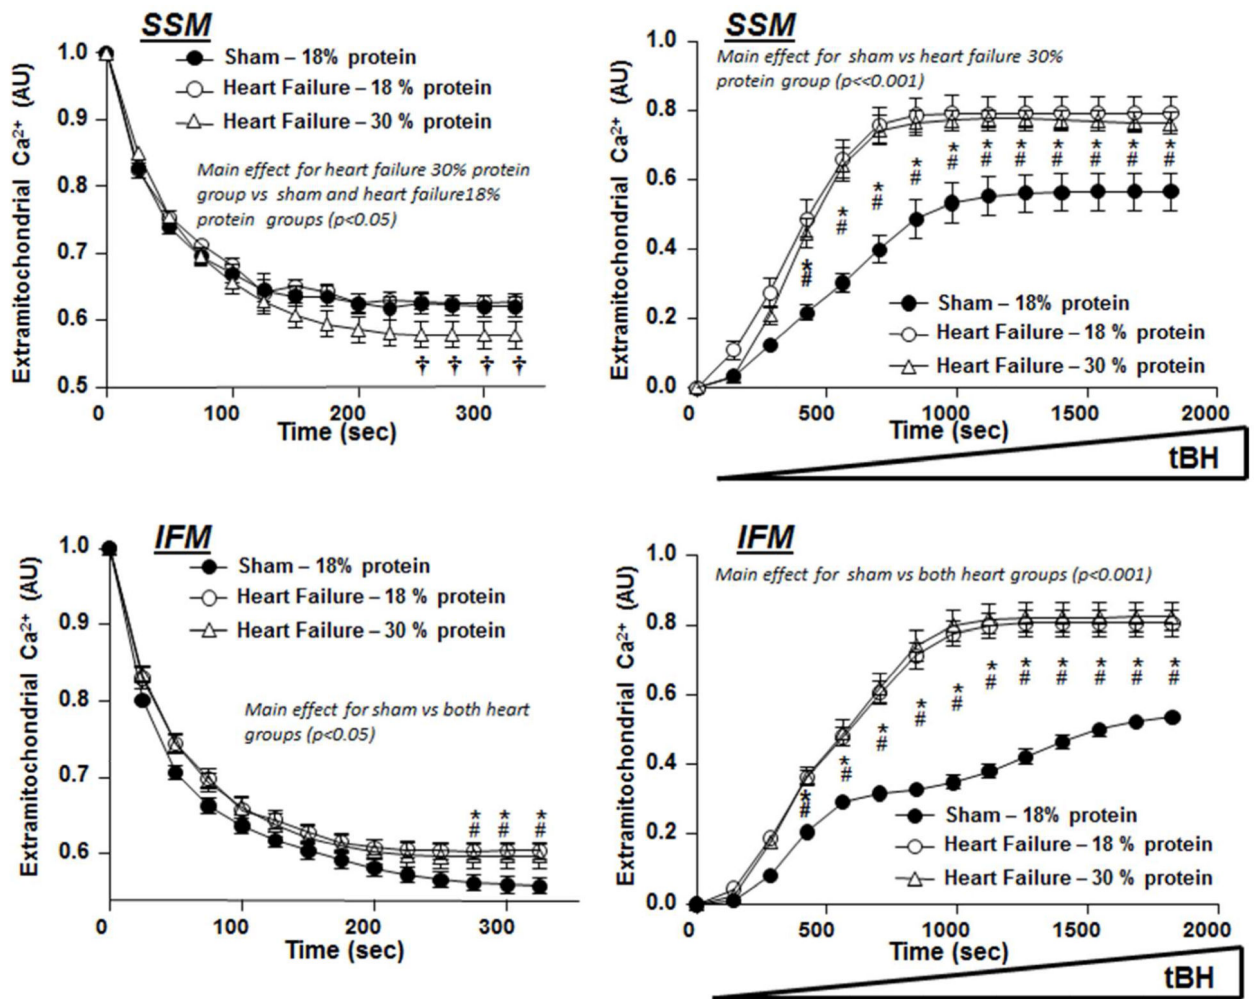 SSM
Extramitochondrial Ca²⁺ (AU)
1.0
0.9
0.8
0.7
0.6
0.5
Sham – 18% protein
Heart Failure – 18 % protein
Heart Failure – 30 % protein
Main effect for heart failure 30% protein
group vs sham and heart failure18%
protein groups (p<0.05)
† † † †
0 100 200 300
Time (sec)
SSM
Extramitochondrial Ca²⁺ (AU)
1.0
0.8
0.6
0.4
0.2
0.0
Main effect for sham vs heart failure 30%
protein group (p<<0.001)
* * * * * * * * * * *
# # # # # # # # # # #
Sham – 18% protein
Heart Failure – 18 % protein
Heart Failure – 30 % protein
0 500 1000 1500 2000
Time (sec)
tBH
IFM
Extramitochondrial Ca²⁺ (AU)
1.0
0.9
0.8
0.7
0.6
Sham – 18% protein
Heart Failure – 18 % protein
Heart Failure – 30 % protein
Main effect for sham vs both heart
groups (p<0.05)
* * *
# # #
0 100 200 300
Time (sec)
IFM
Extramitochondrial Ca²⁺ (AU)
1.0
0.8
0.6
0.4
0.2
0.0
Main effect for sham vs both heart groups (p<0.001)
* * * * * * * * * * *
# # # # # # # # # # #
Sham – 18% protein
Heart Failure – 18 % protein
Heart Failure – 30 % protein
0 500 1000 1500 2000
Time (sec)
tBH